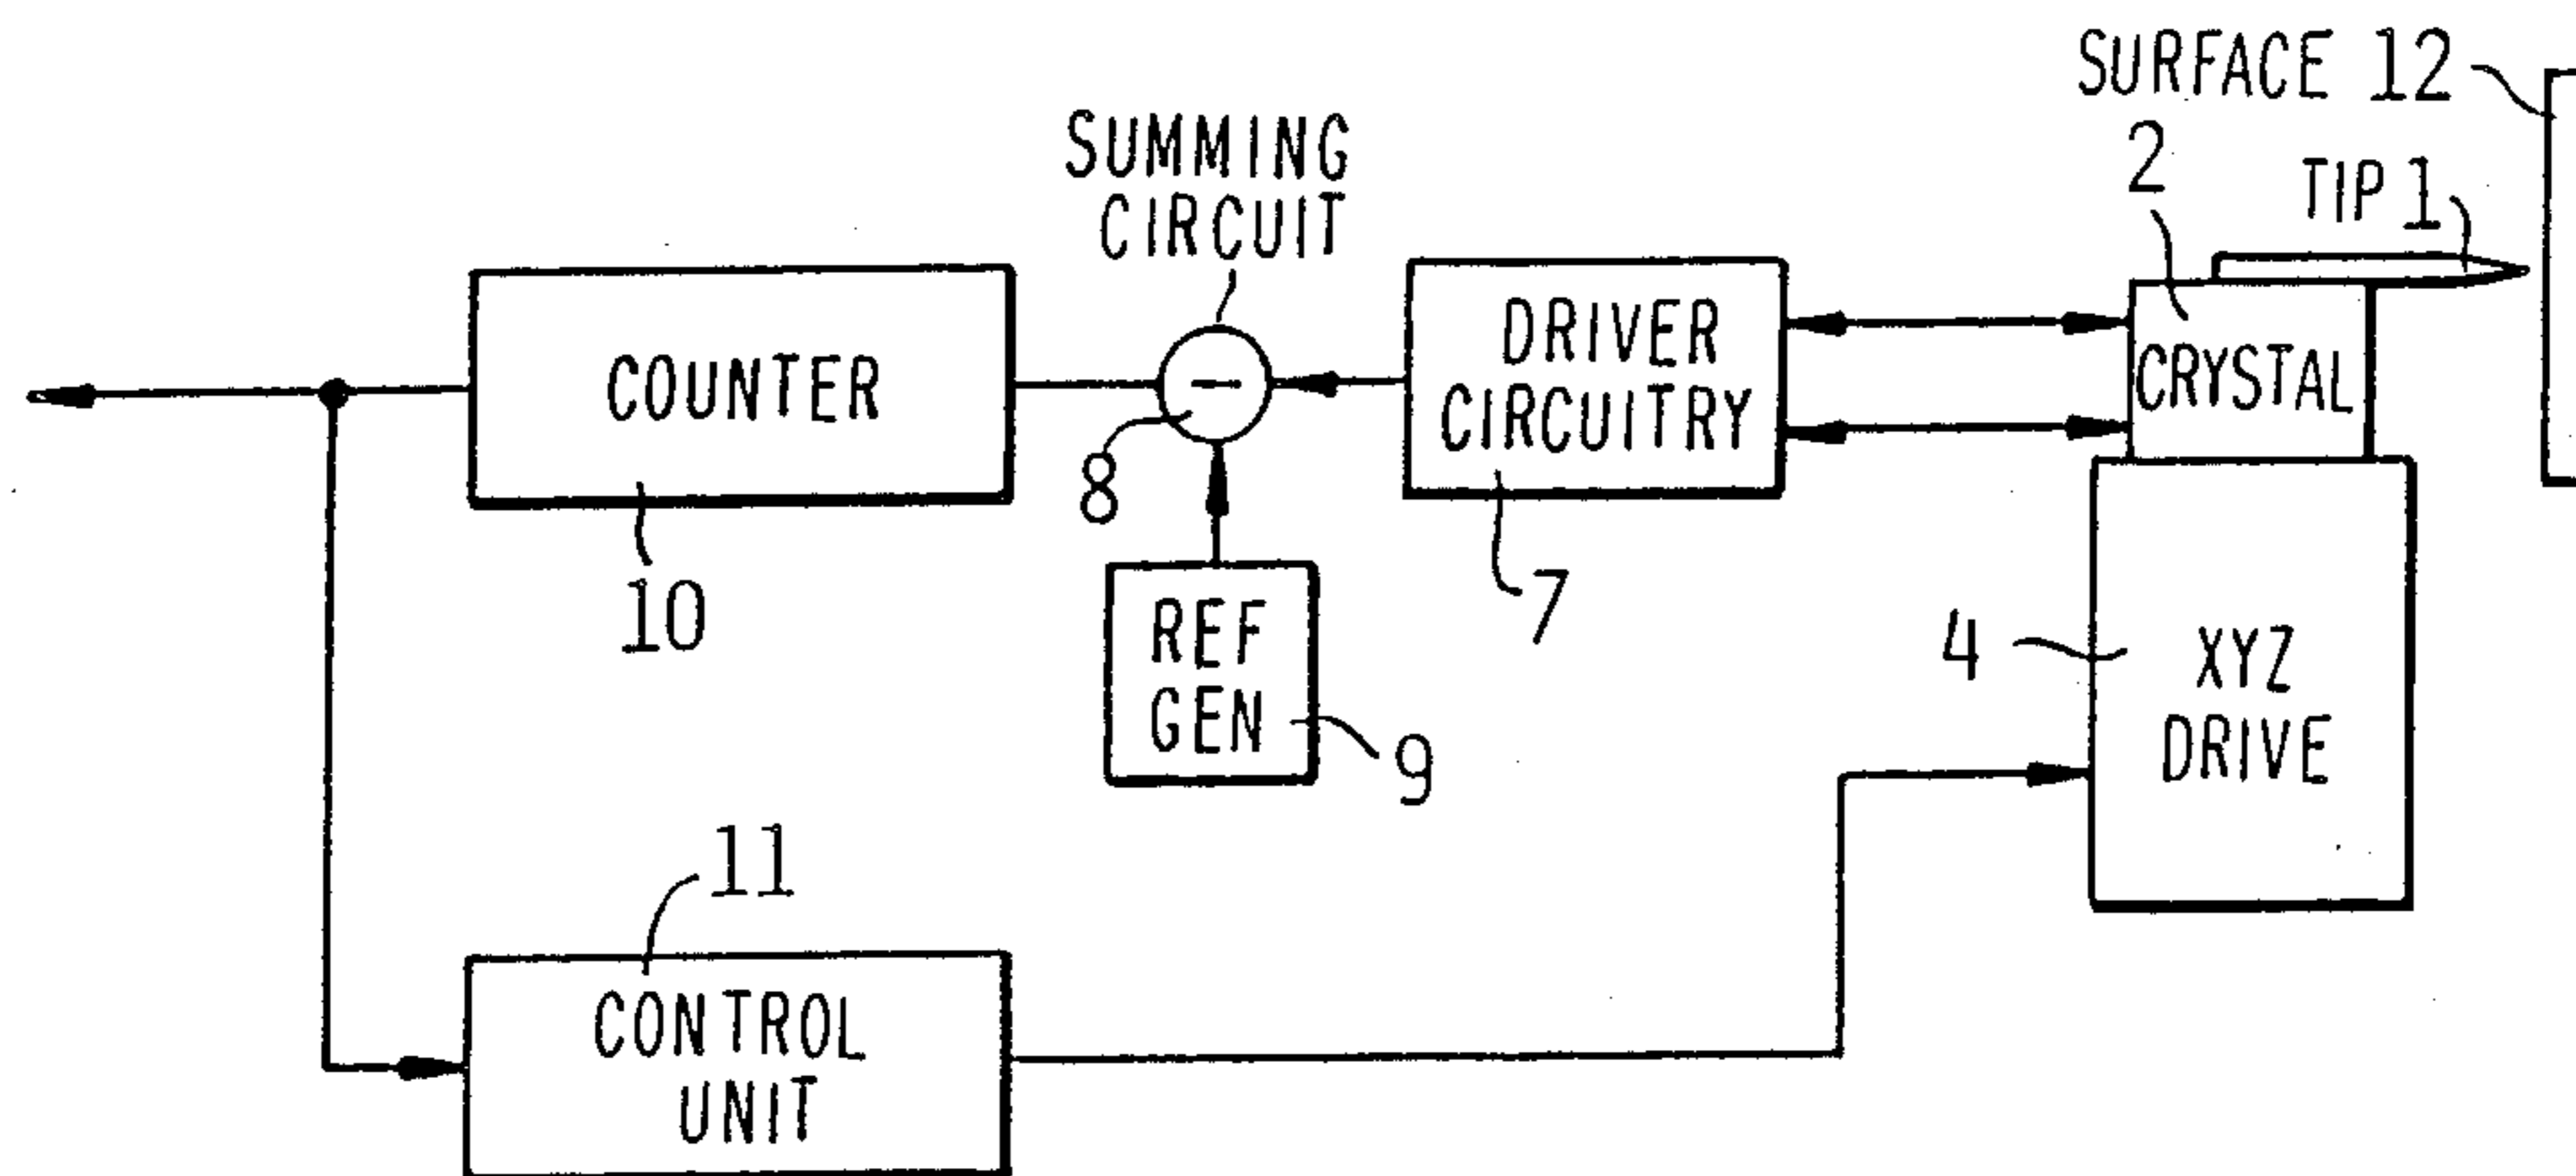 SURFACE 12
2
TIP 1
SUMMING
CIRCUIT
COUNTER
10
—
8
DRIVER
CIRCUITRY
7
CRYSTAL
REF
GEN
9
4
XYZ
DRIVE
11
CONTROL
UNIT